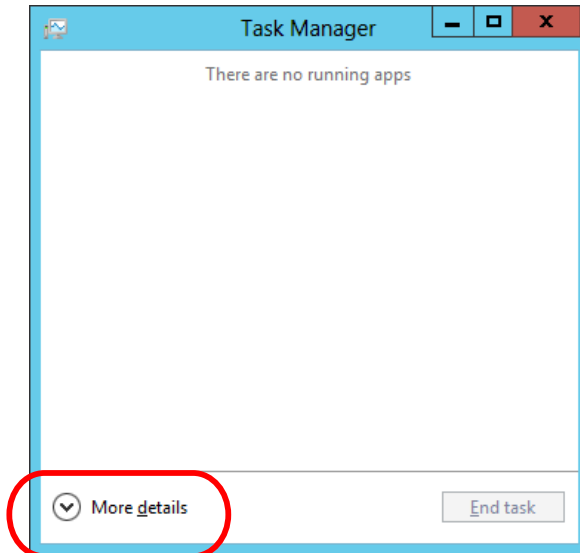 Task Manager
There are no running apps
More details
End task